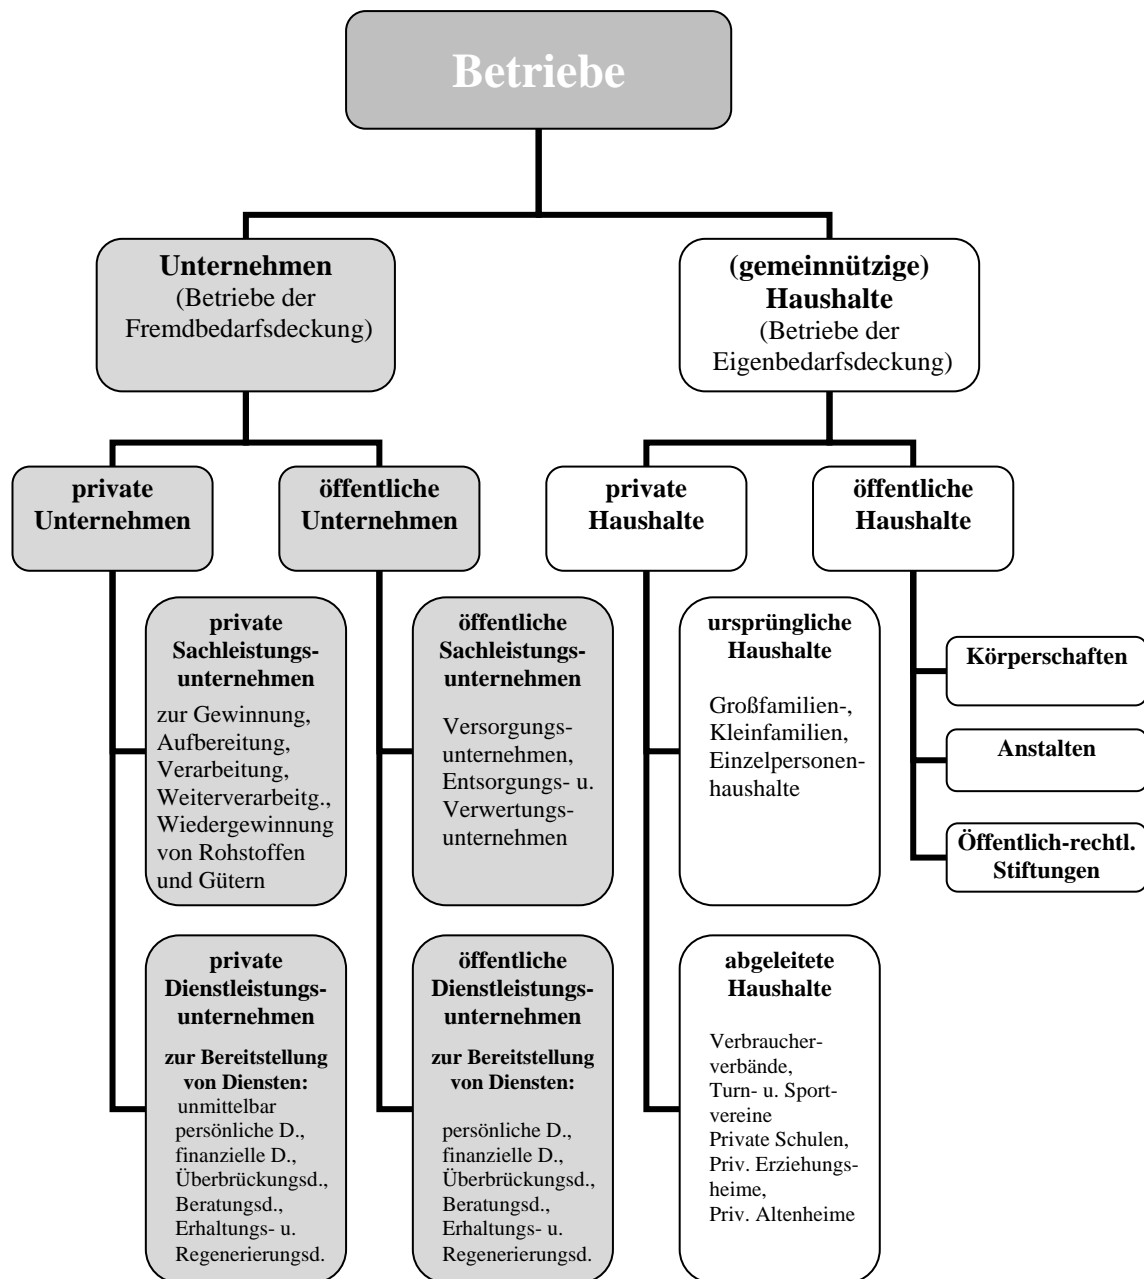 Betriebe
Unternehmen
(Betriebe der
Fremdbedarfsdeckung)
(gemeinnützige)
Haushalte
(Betriebe der
Eigenbedarfsdeckung)
private
Unternehmen
öffentliche
Unternehmen
private
Haushalte
öffentliche
Haushalte
private
Sachleistungs-
unternehmen
zur Gewinnung,
Aufbereitung,
Verarbeitung,
Weiterverarbeitg.,
Wiedergewinnung
von Rohstoffen
und Gütern
öffentliche
Sachleistungs-
unternehmen
Versorgungs-
unternehmen,
Entsorgungs- u.
Verwertungs-
unternehmen
ursprüngliche
Haushalte
Großfamilien-,
Kleinfamilien,
Einzelpersonen-
haushalte
Körperschaften
Anstalten
Öffentlich-rechtl.
Stiftungen
private
Dienstleistungs-
unternehmen
zur Bereitstellung
von Diensten:
unmittelbar
persönliche D.,
finanzielle D.,
Überbrückungsd.,
Beratungsd.,
Erhaltungs- u.
Regenerierungsd.
öffentliche
Dienstleistungs-
unternehmen
zur Bereitstellung
von Diensten:
persönliche D.,
finanzielle D.,
Überbrückungsd.,
Beratungsd.,
Erhaltungs- u.
Regenerierungsd.
abgeleitete
Haushalte
Verbraucher-
verbände,
Turn- u. Sport-
vereine
Private Schulen,
Priv. Erziehungs-
heime,
Priv. Altenheime